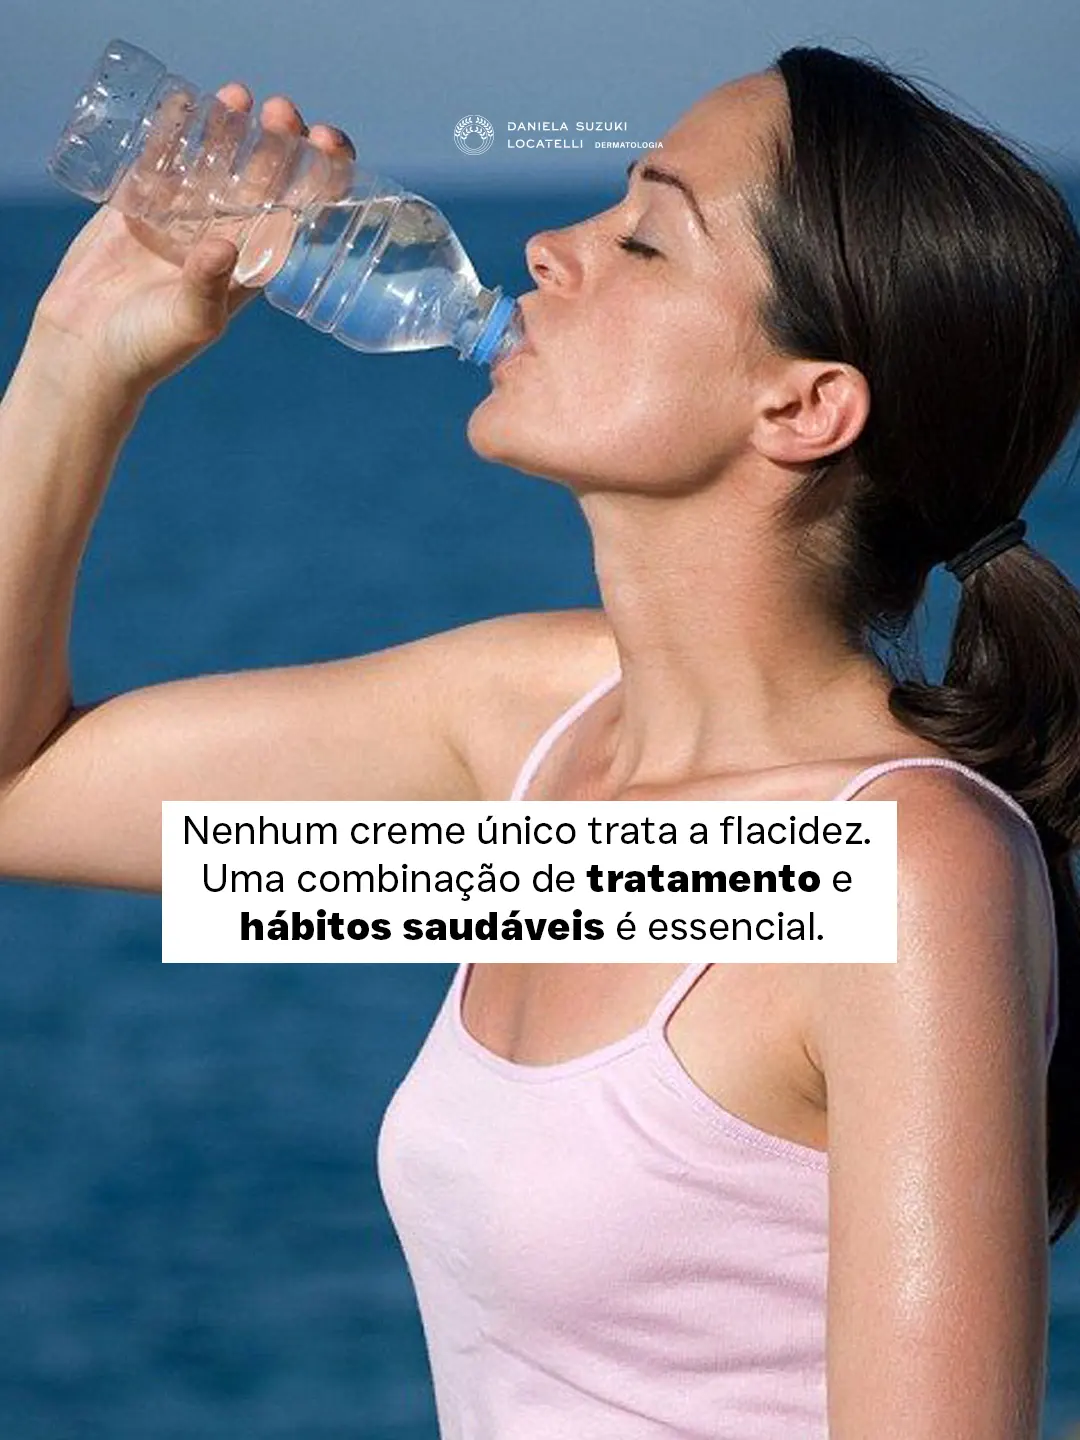 DANIELA SUZUKI
LOCATELLI DERMATOLOGIA
Nenhum creme único trata a flacidez.
Uma combinação de tratamento e
hábitos saudáveis é essencial.